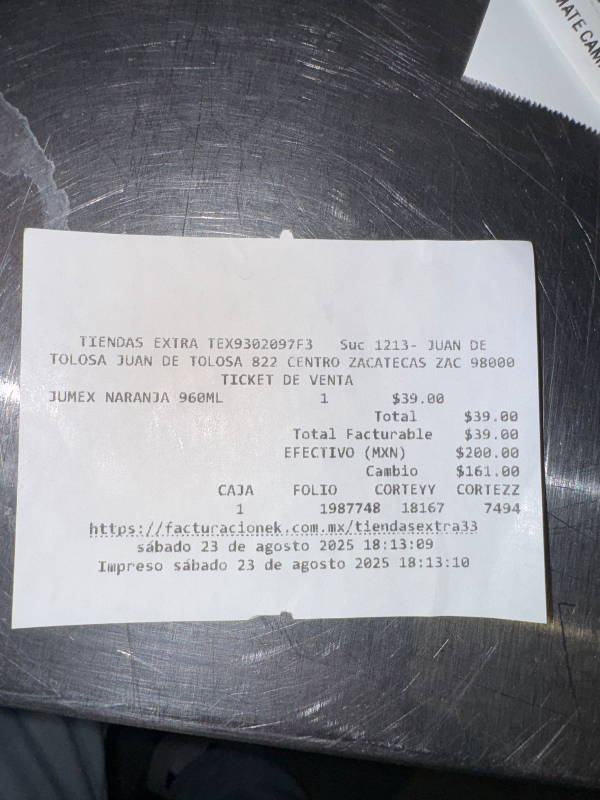 MATE CAM
TIENDAS EXTRA TEX9302097F3 Suc 1213- JUAN DE
TOLOSA JUAN DE TOLOSA 822 CENTRO ZACATECAS ZAC 98000
TICKET DE VENTA
JUMEX NARANJA 960ML 1 $39.00
Total $39.00
Total Facturable $39.00
EFECTIVO (MXN) $200.00
Cambio $161.00
CAJA FOLIO CORTEYY CORTEZZ
1 1987748 18167 7494
https://facturacionek.com.mx/tiendasextra33
sábado 23 de agosto 2025 18:13:09
Impreso sábado 23 de agosto 2025 18:13:10